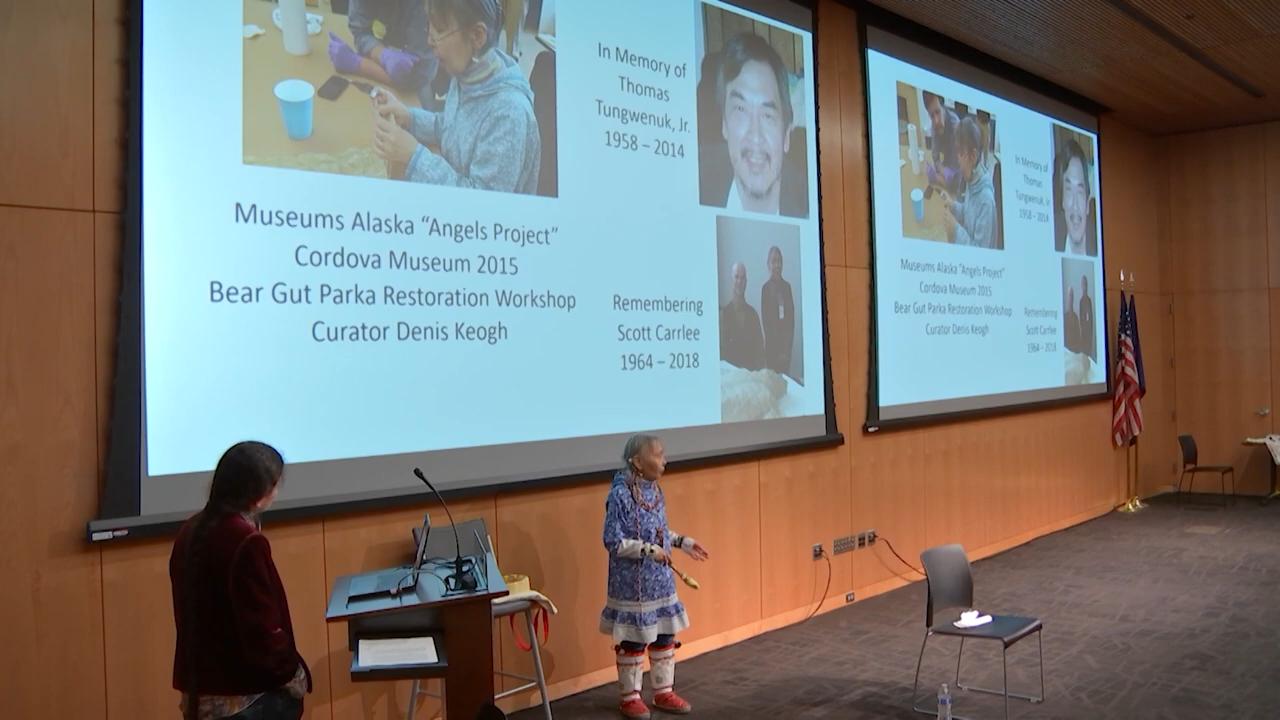 In Memory of
Thomas
Tungwenuk, Jr.
1958 – 2014
Museums Alaska “Angels Project”
Cordova Museum 2015
Bear Gut Parka Restoration Workshop
Curator Denis Keogh
Remembering
Scott Carrlee
1964 – 2018
In Memory of
Thomas
Tungwenuk, Jr.
1958 – 2014
Museums Alaska “Angels Project”
Cordova Museum 2015
Bear Gut Parka Restoration Workshop
Curator Denis Keogh
Remembering
Scott Carrlee
1964 – 2018